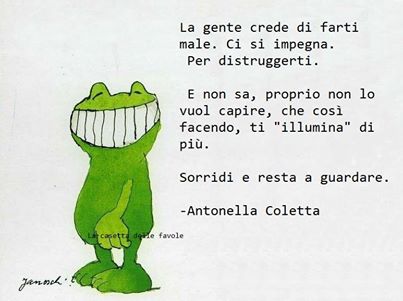 La gente crede di farti
male. Ci si impegna.
Per distruggerti.
E non sa, proprio non lo
vuol capire, che così
facendo, ti "illumina" di
più.
Sorridi e resta a guardare.
-Antonella Coletta
La casetta delle favole
Janosch